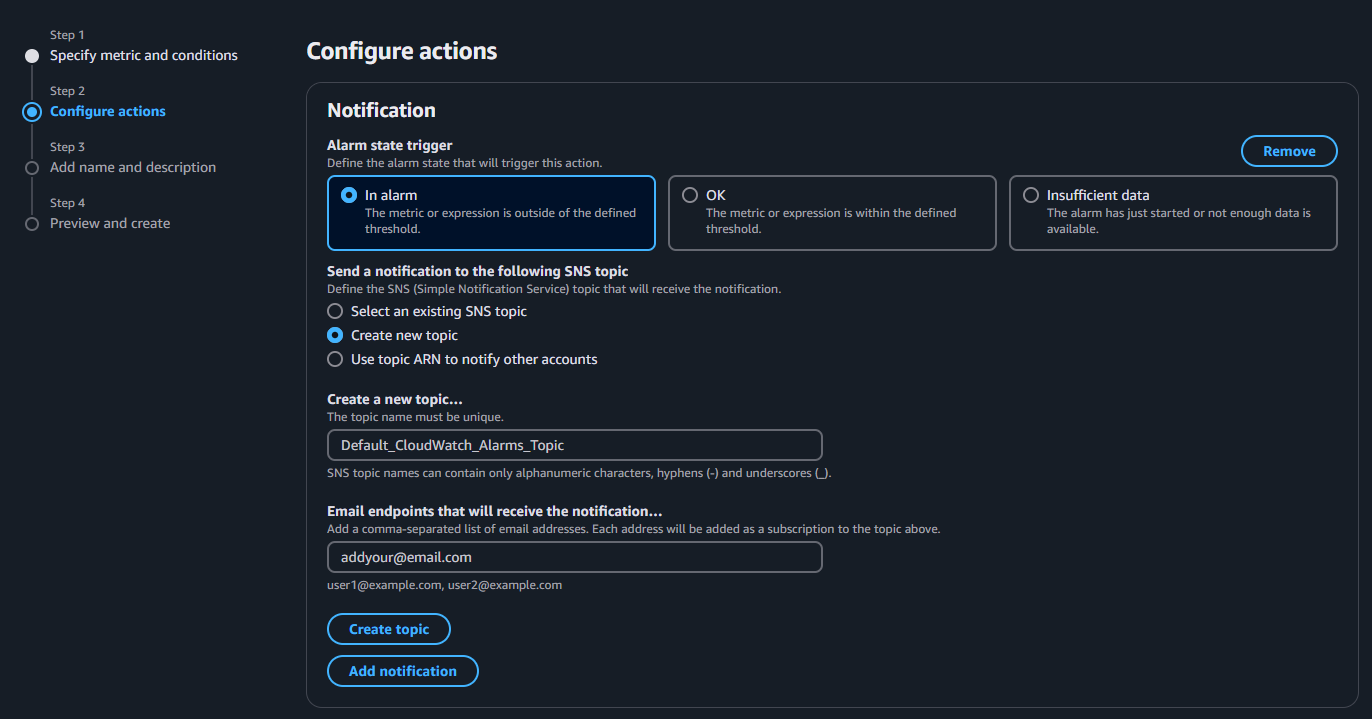 Step 1
Specify metric and conditions
Step 2
Configure actions
Step 3
Add name and description
Step 4
Preview and create
Configure actions
Notification
Alarm state trigger
Define the alarm state that will trigger this action.
Remove
In alarm
The metric or expression is outside of the defined
threshold.
OK
The metric or expression is within the defined
threshold.
Insufficient data
The alarm has just started or not enough data is
available.
Send a notification to the following SNS topic
Define the SNS (Simple Notification Service) topic that will receive the notification.
Select an existing SNS topic
Create new topic
Use topic ARN to notify other accounts
Create a new topic…
The topic name must be unique.
Default_CloudWatch_Alarms_Topic
SNS topic names can contain only alphanumeric characters, hyphens (-) and underscores (_).
Email endpoints that will receive the notification…
Add a comma-separated list of email addresses. Each address will be added as a subscription to the topic above.
addyour@email.com
user1@example.com, user2@example.com
Create topic
Add notification